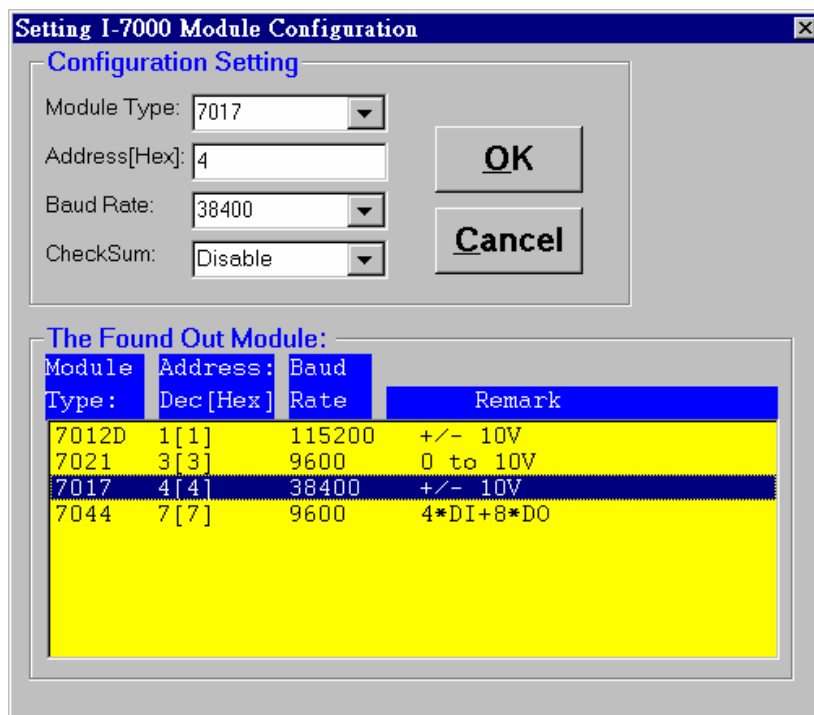 Setting I-7000 Module Configuration
Configuration Setting
Module Type: 7017
Address[Hex]: 4
Baud Rate: 38400
CheckSum: Disable
OK
Cancel
The Found Out Module:
Module Address: Baud
Type: Dec[Hex] Rate Remark
7012D 1[1] 115200 +/- 10V
7021 3[3] 9600 0 to 10V
7017 4[4] 38400 +/- 10V
7044 7[7] 9600 4*DI+8*DO